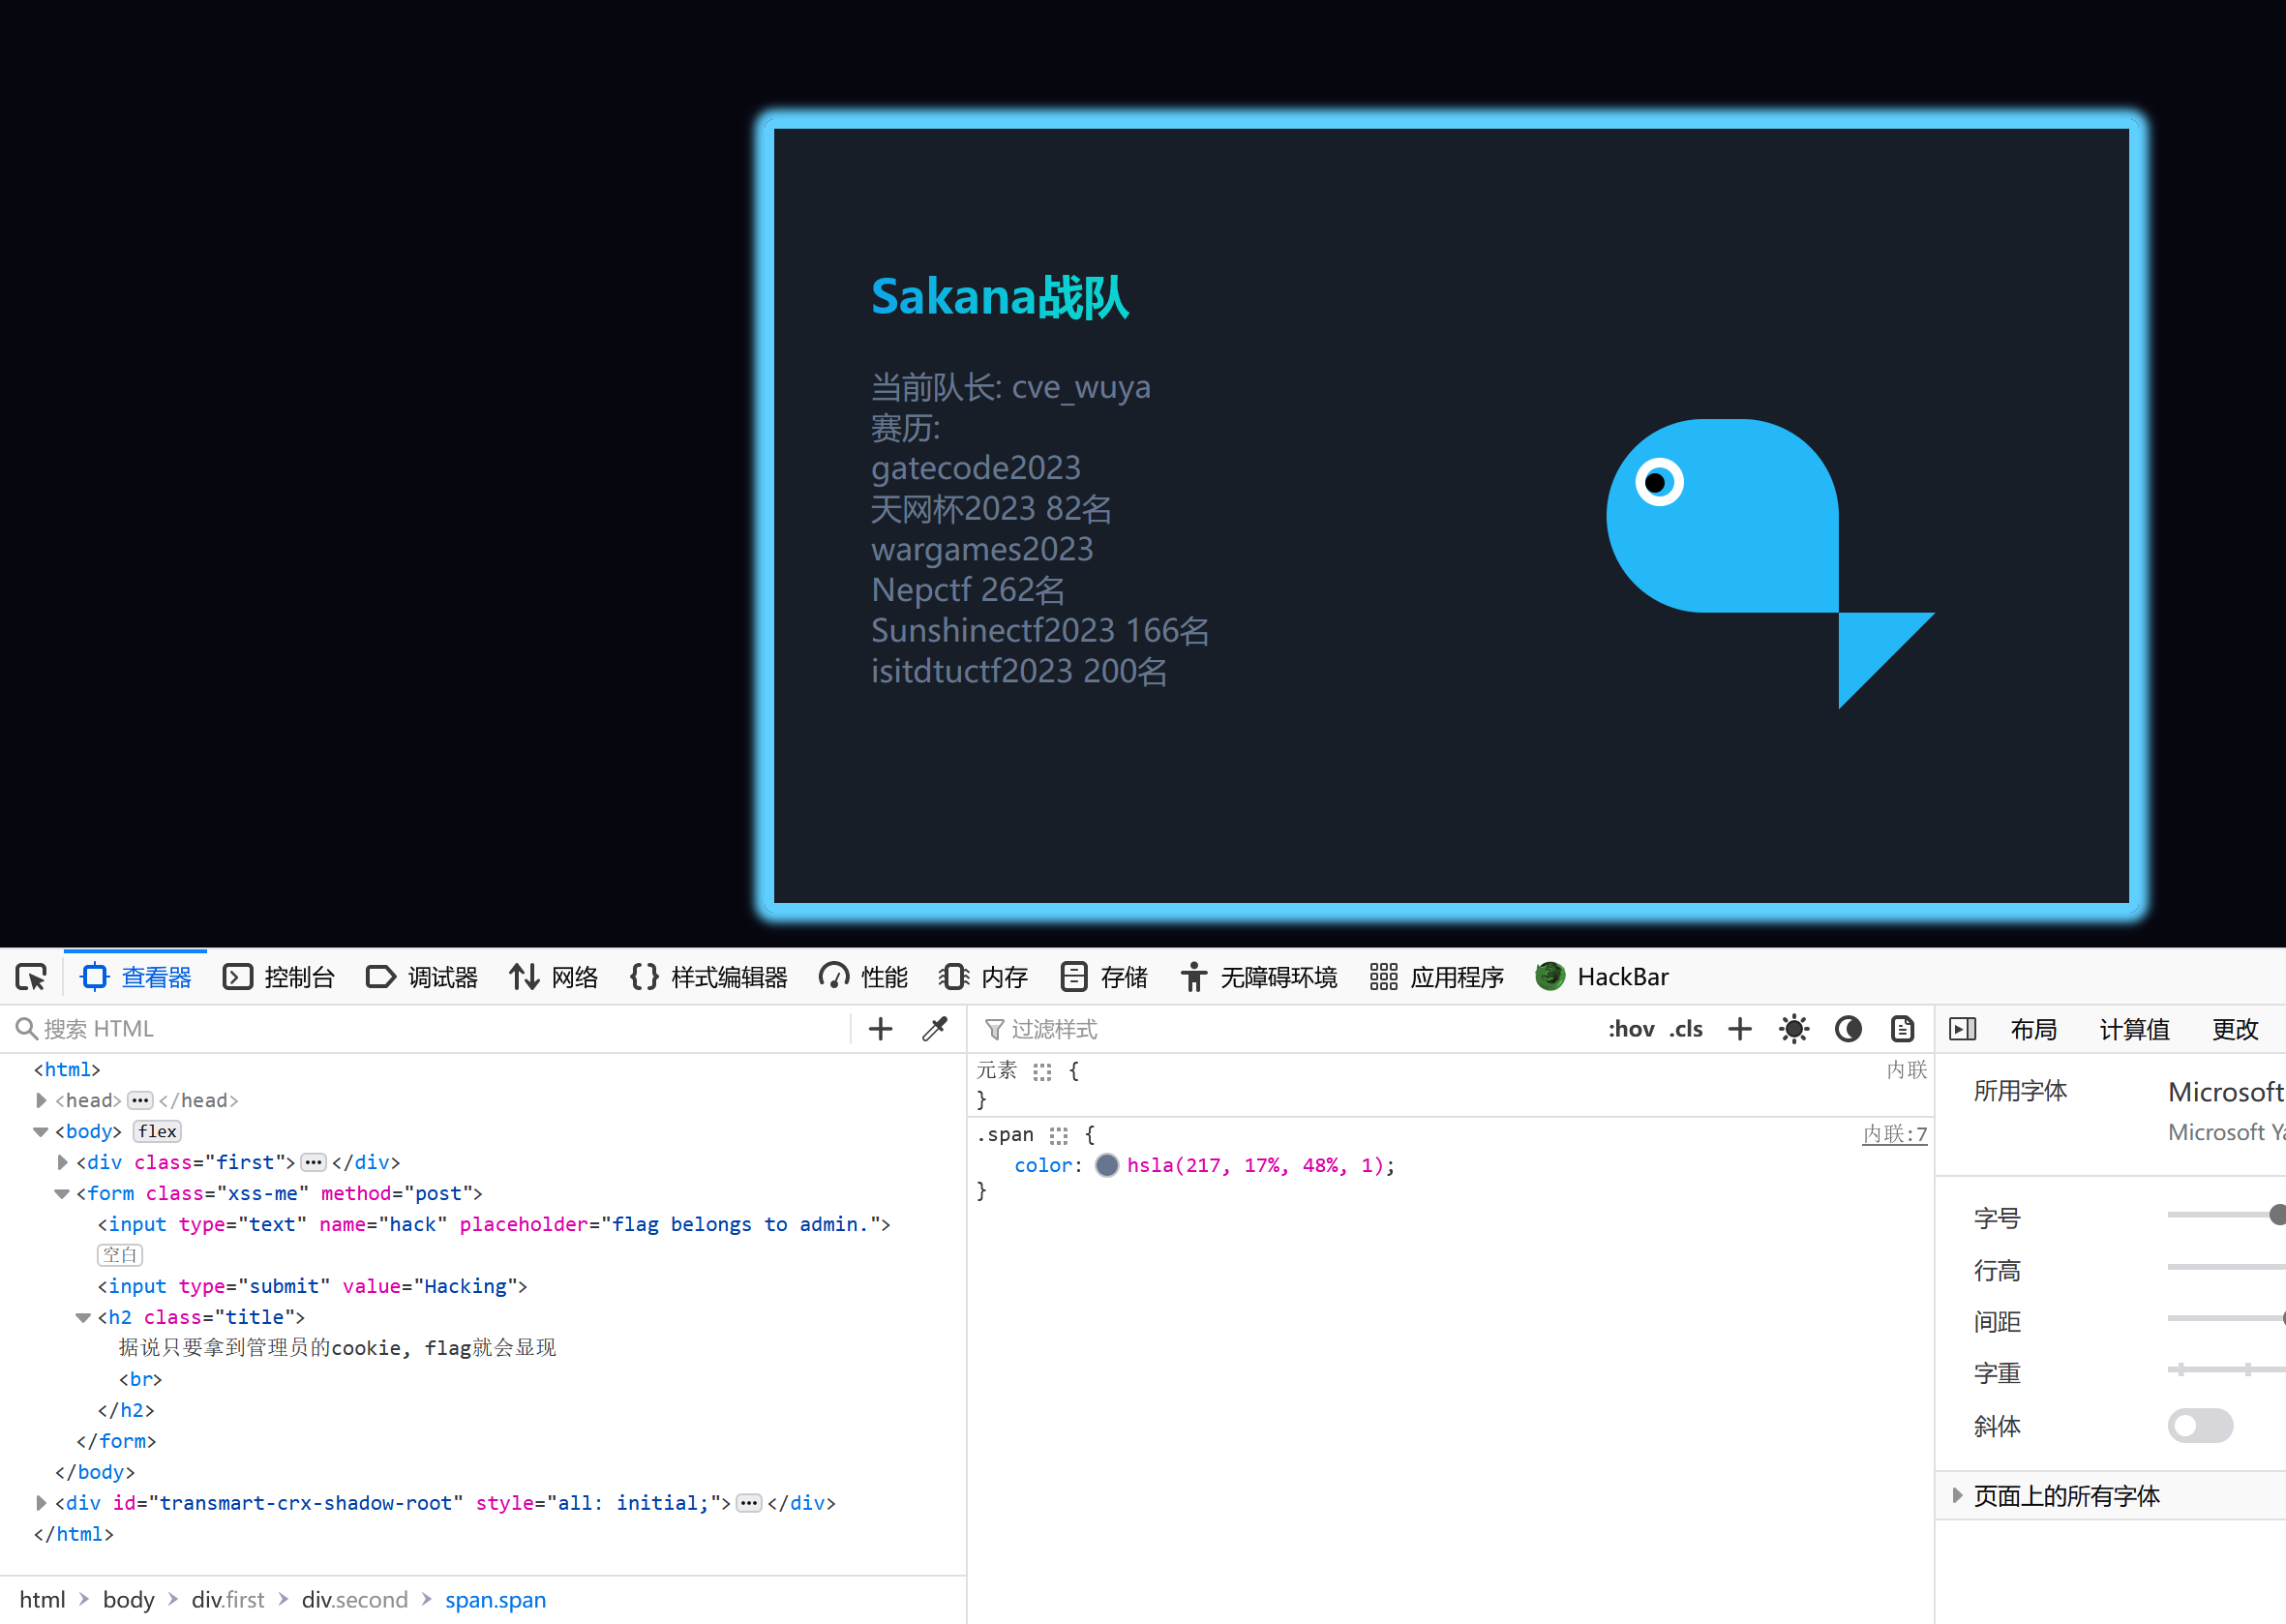 Sakana战队
当前队长: cve_wuya
赛历:
gatecode2023
天网杯2023 82名
wargames2023
Nepctf 262名
Sunshinectf2023 166名
isitdtuctf2023 200名
查看器 控制台 调试器 网络 样式编辑器 性能 内存 存储 无障碍环境 应用程序 HackBar
搜索 HTML
<html>
<head> ••• </head>
<body> flex
<div class="first"> ••• </div>
<form class="xss-me" method="post">
<input type="text" name="hack" placeholder="flag belongs to admin.">
空白
<input type="submit" value="Hacking">
<h2 class="title">
据说只要拿到管理员的cookie, flag就会显现
<br>
</h2>
</form>
</body>
<div id="transmart-crx-shadow-root" style="all: initial;"> ••• </div>
</html>
html body div.first div.second span.span
过滤样式 :hov .cls
元素 { 内联
}
.span { 内联:7
color: hsla(217, 17%, 48%, 1);
}
布局 计算值 更改
所用字体 Microsoft
Microsoft Ya
字号
行高
间距
字重
斜体
页面上的所有字体